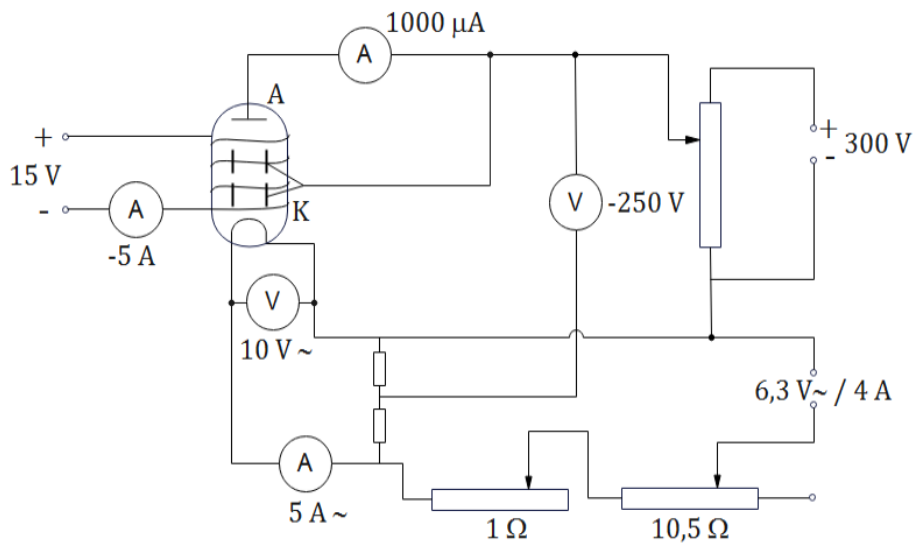 1000 μA
A
A
+
15 V
-
A
-5 A
K
V
-250 V
+
-
300 V
V
10 V ~
6,3 V~ / 4 A
A
5 A ~
1 Ω
10,5 Ω